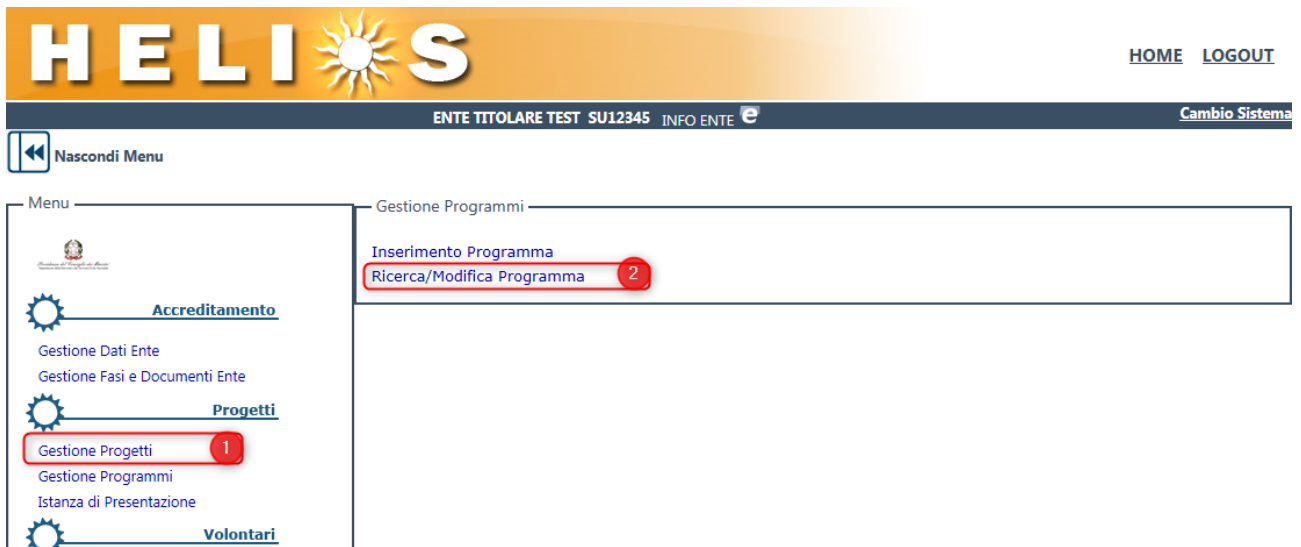 HELIOS
HOME LOGOUT
ENTE TITOLARE TEST SU12345 INFO ENTE
Cambio Sistema
Nascondi Menu
Menu
Accreditamento
Gestione Dati Ente
Gestione Fasi e Documenti Ente
Progetti
Gestione Progetti 1
Gestione Programmi
Istanza di Presentazione
Volontari
Gestione Programmi
Inserimento Programma
Ricerca/Modifica Programma 2